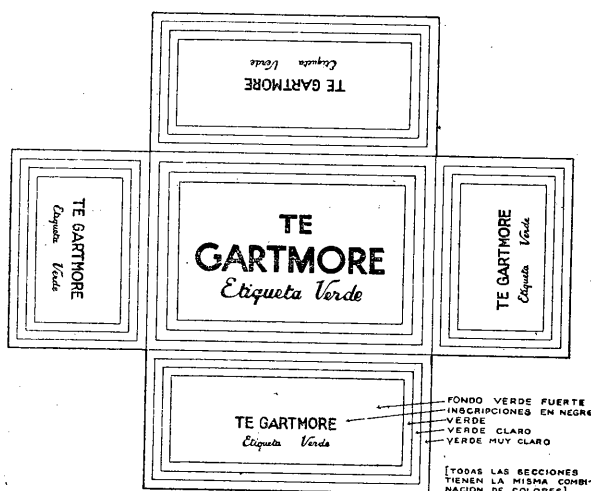 TE GARTMORE
Etiqueta Verde
TE GARTMORE
Etiqueta Verde
TE
GARTMORE
Etiqueta Verde
TE GARTMORE
Etiqueta Verde
TE GARTMORE
Etiqueta Verde
FONDO VERDE FUERTE
INSCRIPCIONES EN NEGRO
VERDE
VERDE CLARO
VERDE MUY CLARO
[TODAS LAS SECCIONES
TIENEN LA MISMA COMBI-
NACION DE COLORES]